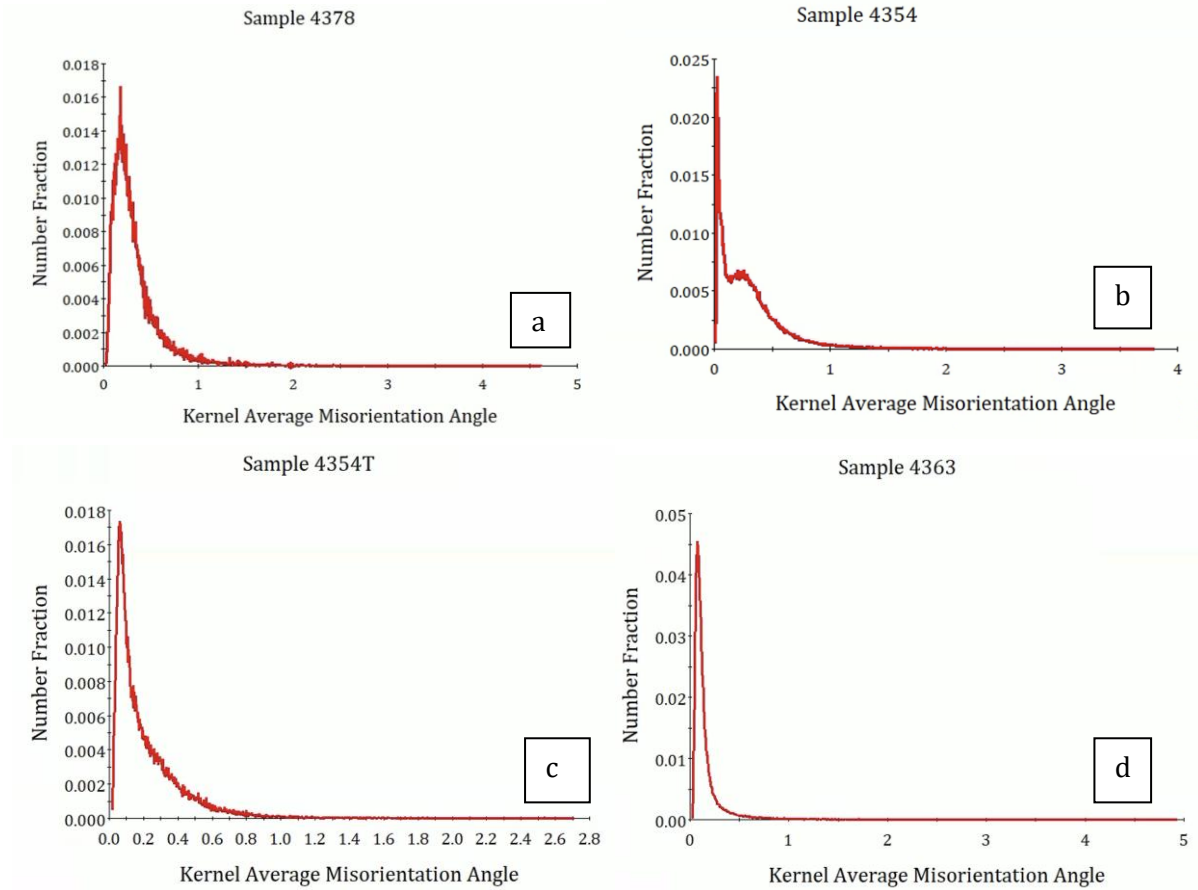 Sample 4378
0.018
0.016
0.014
0.012
0.010
0.008
0.006
0.004
0.002
0.000
Number Fraction
0 1 2 3 4 5
Kernel Average Misorientation Angle
a
Sample 4354
0.025
0.020
0.015
0.010
0.005
0.000
Number Fraction
0 1 2 3 4
Kernel Average Misorientation Angle
b
Sample 4354T
0.018
0.016
0.014
0.012
0.010
0.008
0.006
0.004
0.002
0.000
Number Fraction
0.0 0.2 0.4 0.6 0.8 1.0 1.2 1.4 1.6 1.8 2.0 2.2 2.4 2.6 2.8
Kernel Average Misorientation Angle
c
Sample 4363
0.05
0.04
0.03
0.02
0.01
0.00
Number Fraction
0 1 2 3 4 5
Kernel Average Misorientation Angle
d